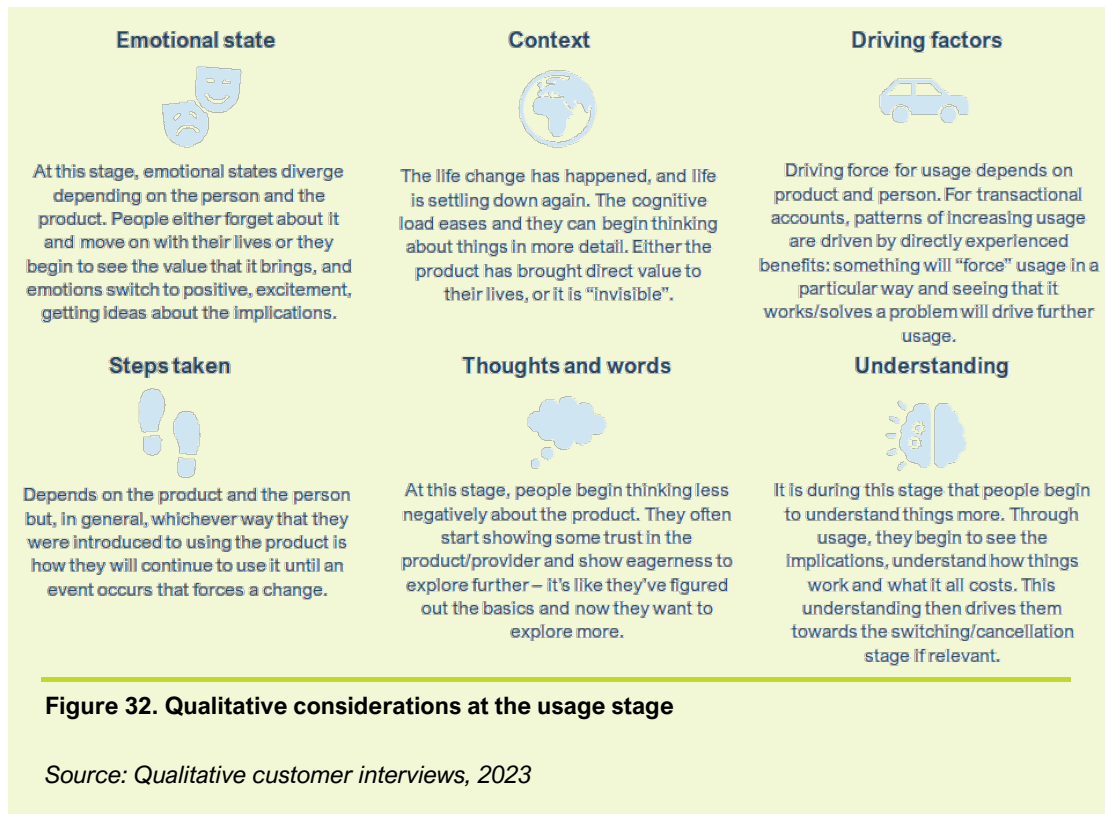 Emotional state
At this stage, emotional states diverge
depending on the person and the
product. People either forget about it
and move on with their lives or they
begin to see the value that it brings, and
emotions switch to positive, excitement,
getting ideas about the implications.
Context
The life change has happened, and life
is settling down again. The cognitive
load eases and they can begin thinking
about things in more detail. Either the
product has brought direct value to
their lives, or it is “invisible”.
Driving factors
Driving force for usage depends on
product and person. For transactional
accounts, patterns of increasing usage
are driven by directly experienced
benefits: something will “force” usage in a
particular way and seeing that it
works/solves a problem will drive further
usage.
Steps taken
Depends on the product and the person
but, in general, whichever way that they
were introduced to using the product is
how they will continue to use it until an
event occurs that forces a change.
Thoughts and words
At this stage, people begin thinking less
negatively about the product. They often
start showing some trust in the
product/provider and show eagerness to
explore further – it’s like they’ve figured
out the basics and now they want to
explore more.
Understanding
It is during this stage that people begin
to understand things more. Through
usage, they begin to see the
implications, understand how things
work and what it all costs. This
understanding then drives them
towards the switching/cancellation
stage if relevant.
Figure 32. Qualitative considerations at the usage stage
Source: Qualitative customer interviews, 2023